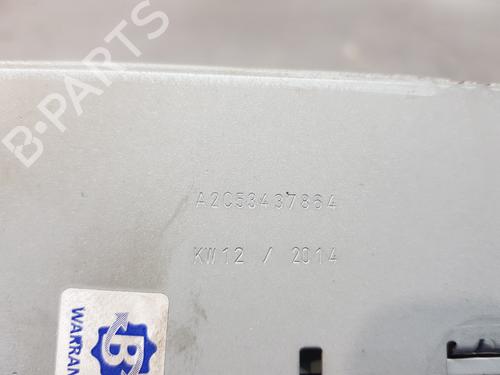 B-PARTS
A2C53437864
KW12 / 2014
B
WARRAN